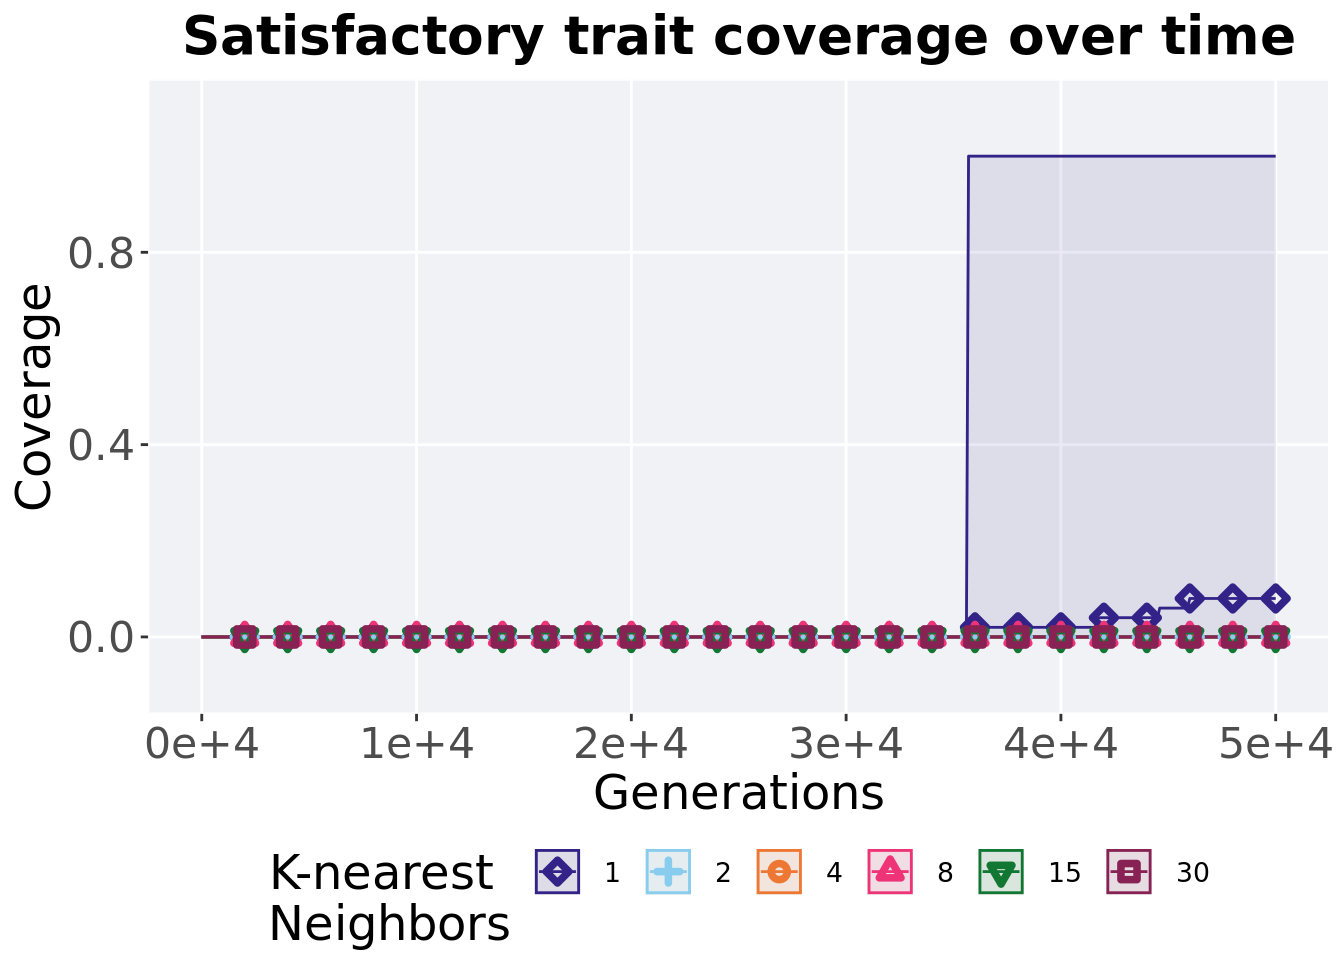 Satisfactory trait coverage over time
Coverage
0.8
0.4
0.0
0e+4 1e+4 2e+4 3e+4 4e+4 5e+4
Generations
K-nearest
Neighbors
1 2 4 8 15 30